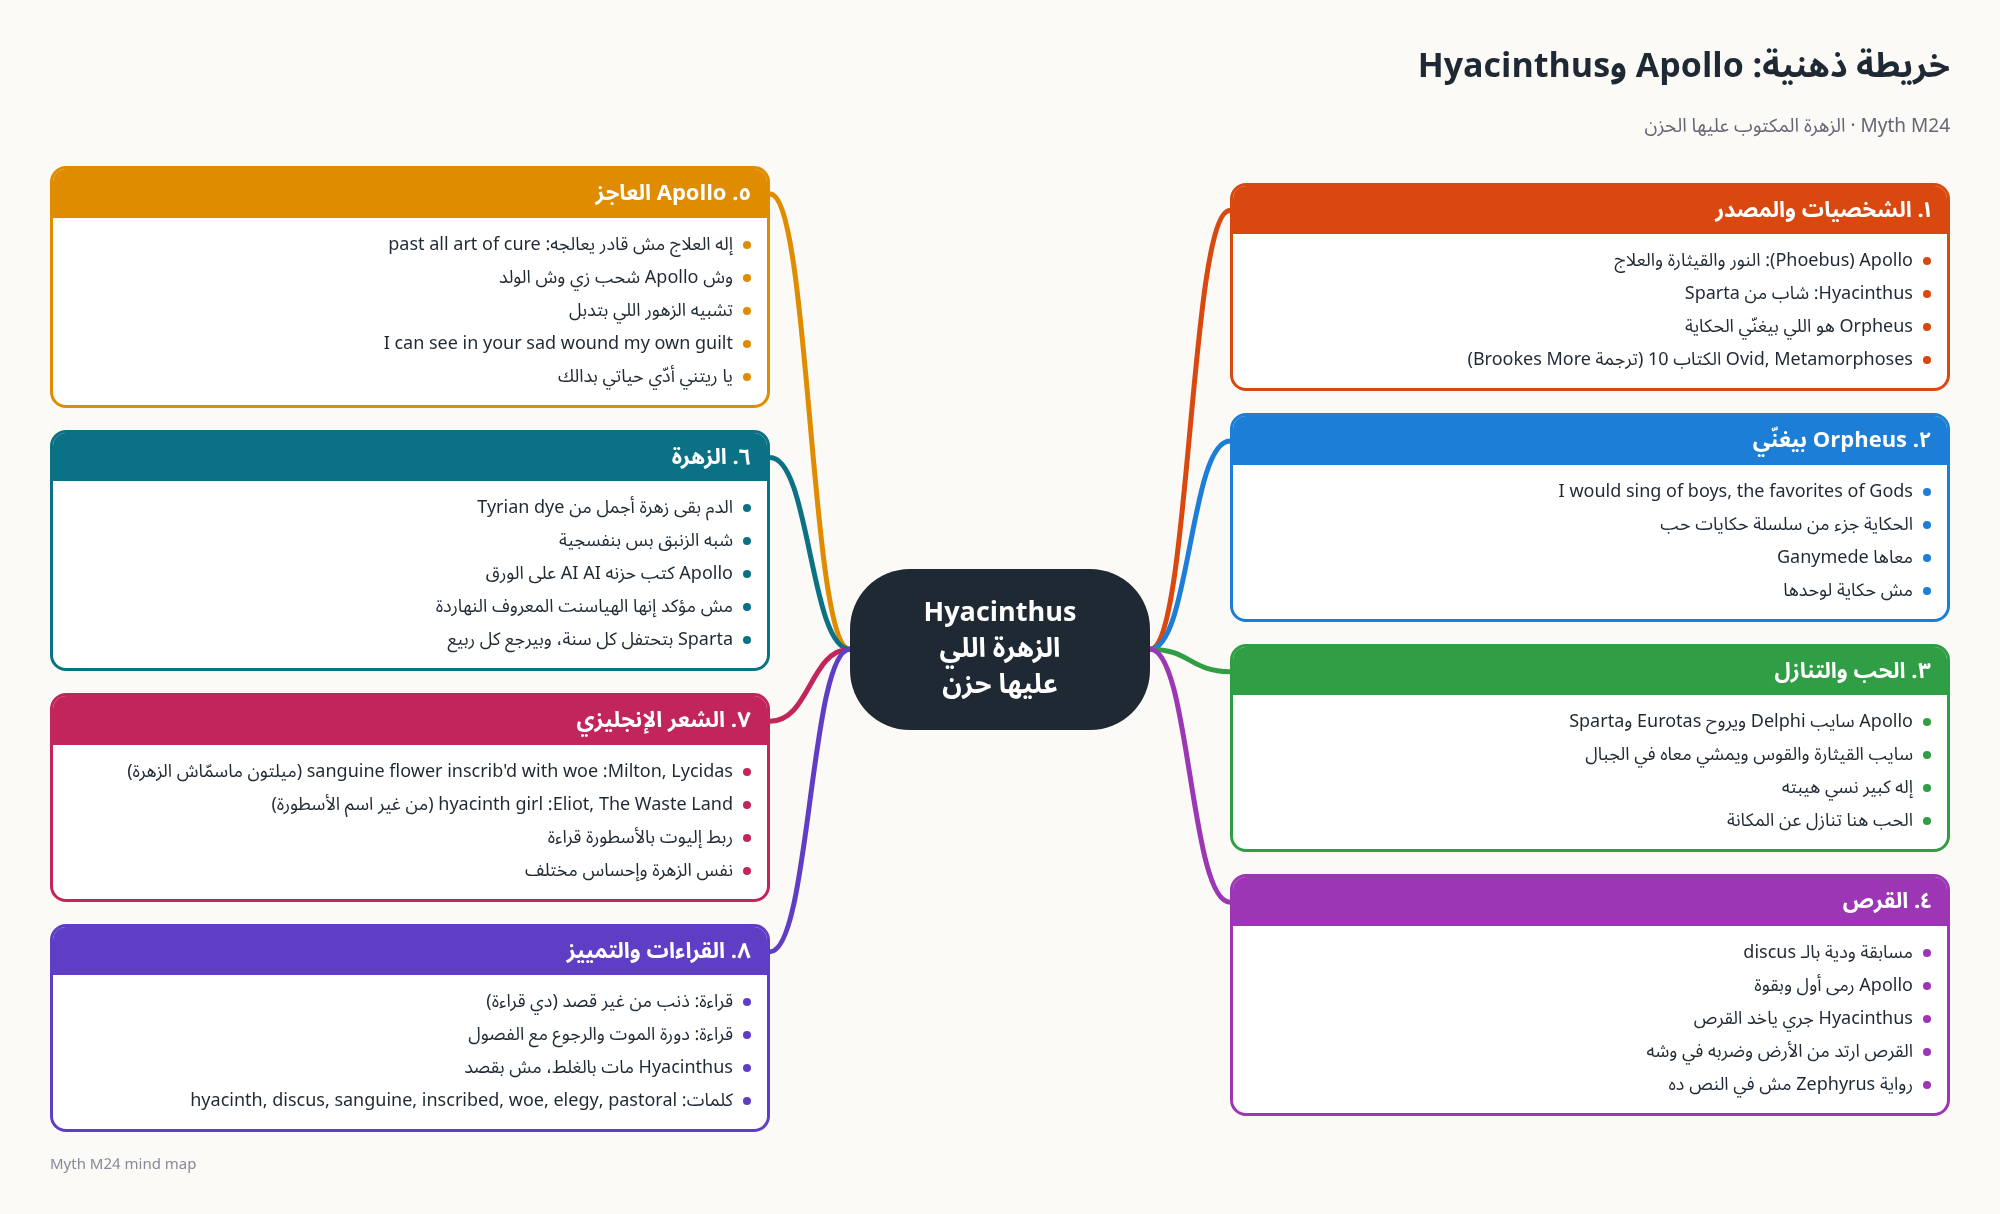 خريطة ذهنية: Apollo وHyacinthus
Myth M24 · الزهرة المكتوب عليها الحزن
١. الشخصيات والمصدر
Apollo (Phoebus): النور والقيثارة والعلاج
Hyacinthus: شاب من Sparta
Orpheus هو اللي بيغنّي الحكاية
Ovid, Metamorphoses الكتاب 10 (ترجمة Brookes More)
٢. Orpheus بيغنّي
I would sing of boys, the favorites of Gods
الحكاية جزء من سلسلة حكايات حب
معاها Ganymede
مش حكاية لوحدها
٣. الحب والتنازل
Apollo سايب Delphi ويروح Eurotas وSparta
سايب القيثارة والقوس ويمشي معاه في الجبال
إله كبير نسي هيبته
الحب هنا تنازل عن المكانة
٤. القرص
مسابقة ودية بالـ discus
Apollo رمى أول وبقوة
Hyacinthus جري ياخد القرص
القرص ارتد من الأرض وضربه في وشه
رواية Zephyrus مش في النص ده
Hyacinthus
الزهرة اللي
عليها حزن
٥. Apollo العاجز
إله العلاج مش قادر يعالجه: past all art of cure
وش Apollo شحب زي وش الولد
تشبيه الزهور اللي بتدبل
I can see in your sad wound my own guilt
يا ريتني أدّي حياتي بدالك
٦. الزهرة
الدم بقى زهرة أجمل من Tyrian dye
شبه الزنبق بس بنفسجية
Apollo كتب حزنه AI AI على الورق
مش مؤكد إنها الهياسنت المعروف النهاردة
Sparta بتحتفل كل سنة، وبيرجع كل ربيع
٧. الشعر الإنجليزي
Milton, Lycidas: sanguine flower inscrib'd with woe (ميلتون ماسمّاش الزهرة)
Eliot, The Waste Land: hyacinth girl (من غير اسم الأسطورة)
ربط إليوت بالأسطورة قراءة
نفس الزهرة وإحساس مختلف
٨. القراءات والتمييز
قراءة: ذنب من غير قصد (دي قراءة)
قراءة: دورة الموت والرجوع مع الفصول
Hyacinthus مات بالغلط، مش بقصد
كلمات: hyacinth, discus, sanguine, inscribed, woe, elegy, pastoral
Myth M24 mind map